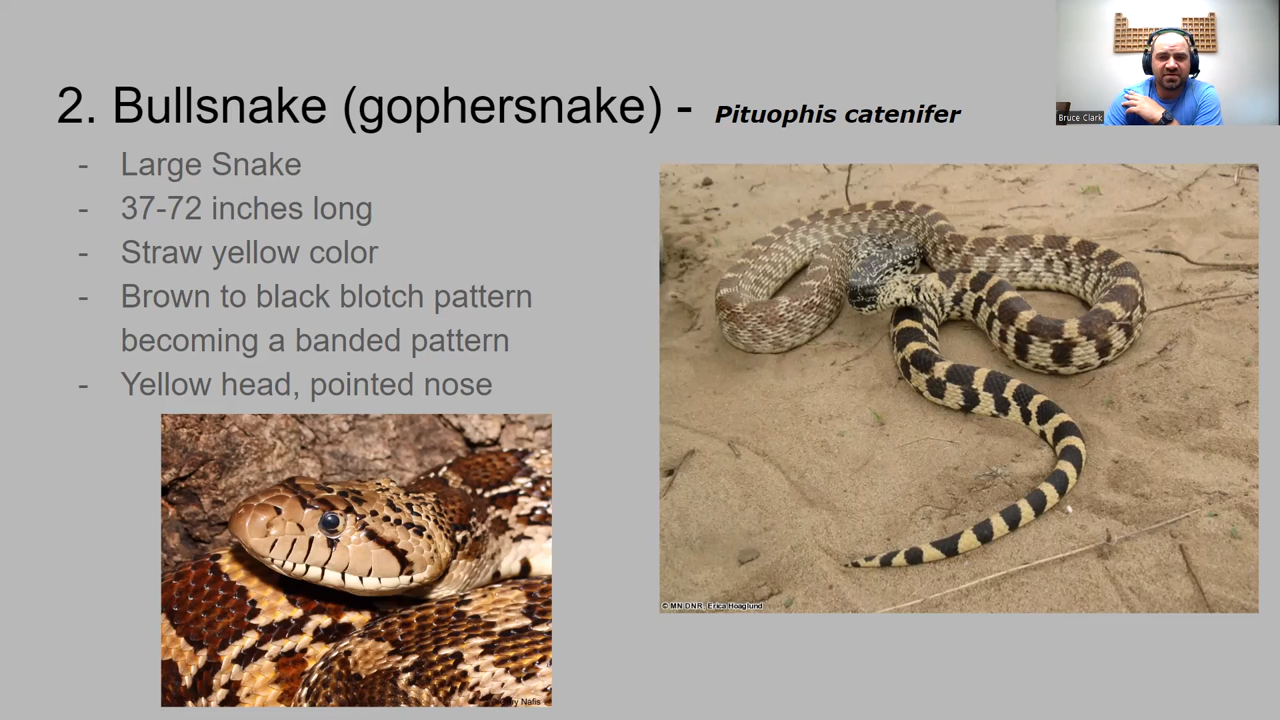 2. Bullsnake (gophersnake) - Pituophis catenifer
Bruce Clark
- Large Snake
- 37-72 inches long
- Straw yellow color
- Brown to black blotch pattern
becoming a banded pattern
- Yellow head, pointed nose
© MN DNR, Erica Hoaglund
Nafis